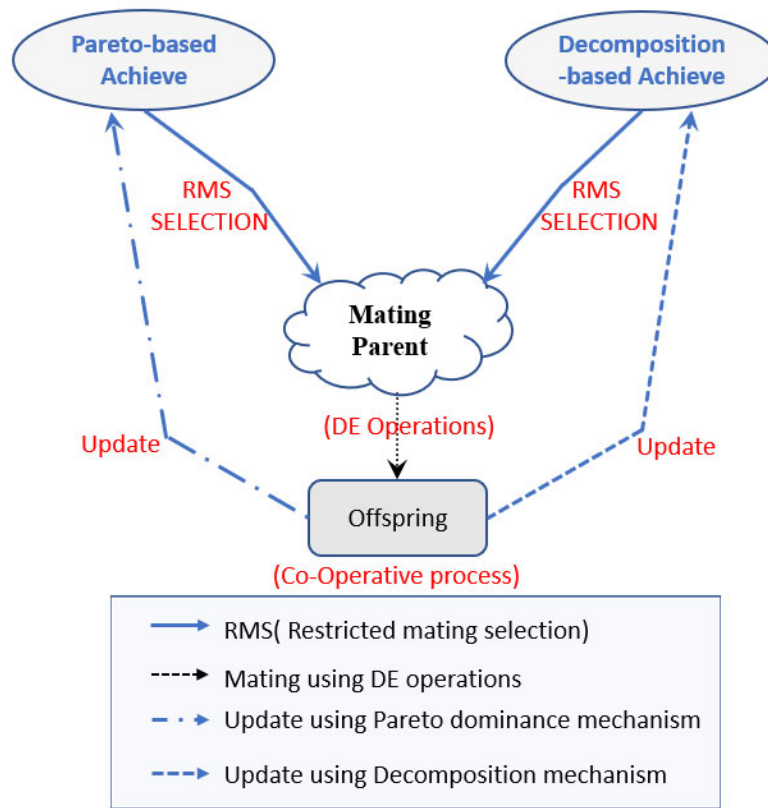 Pareto-based
Achieve
Decomposition
-based Achieve
RMS
SELECTION
RMS
SELECTION
Mating
Parent
(DE Operations)
Update
Update
Offspring
(Co-Operative process)
RMS( Restricted mating selection)
Mating using DE operations
Update using Pareto dominance mechanism
Update using Decomposition mechanism